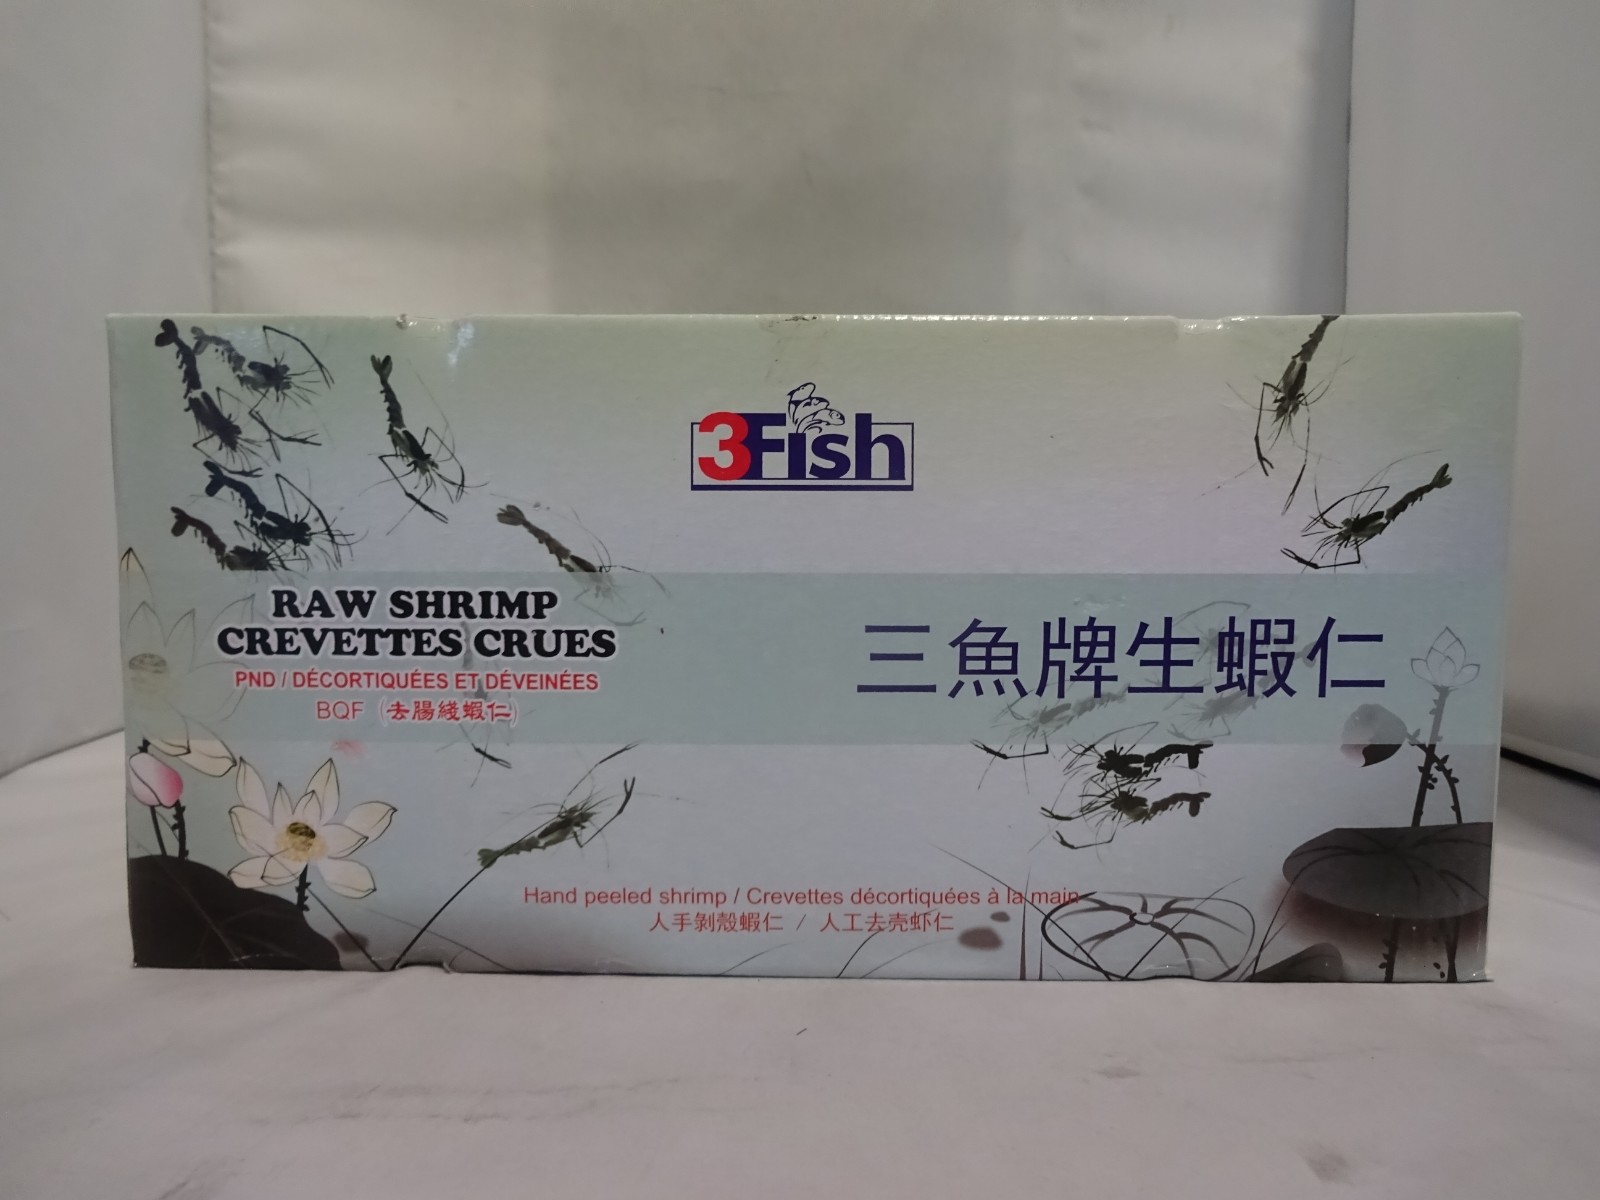 3Fish
RAW SHRIMP
CREVETTES CRUES
PND / DÉCORTIQUÉES ET DÉVEINÉES
BQF (去腸綫蝦仁)
三魚牌生蝦仁
Hand peeled shrimp / Crevettes décortiquées à la main
人手剝殼蝦仁 / 人工去壳虾仁